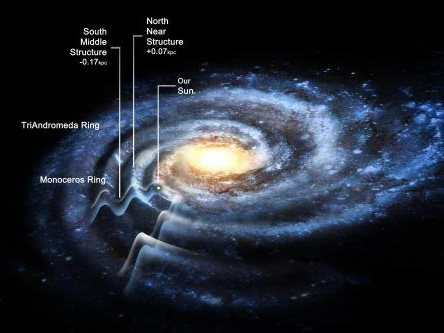 South
Middle
Structure
-0.17kpc
North
Near
Structure
+0.07kpc
Our
Sun.
TriAndromeda Ring
Monoceros Ring